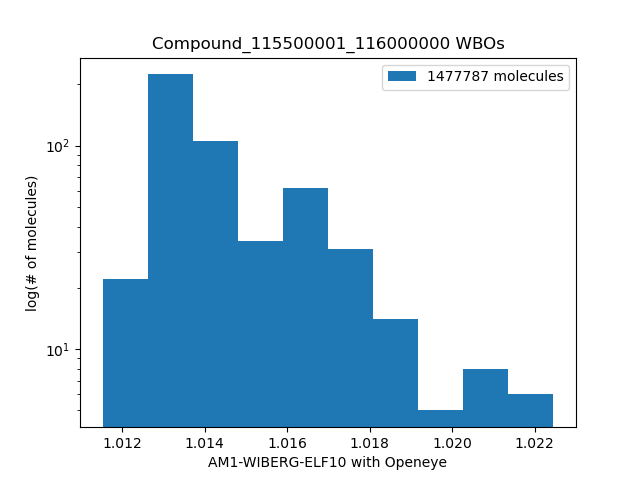 Compound_115500001_116000000 WBOs
1477787 molecules
log(# of molecules)
10²
10¹
1.012 1.014 1.016 1.018 1.020 1.022
AM1-WIBERG-ELF10 with Openeye